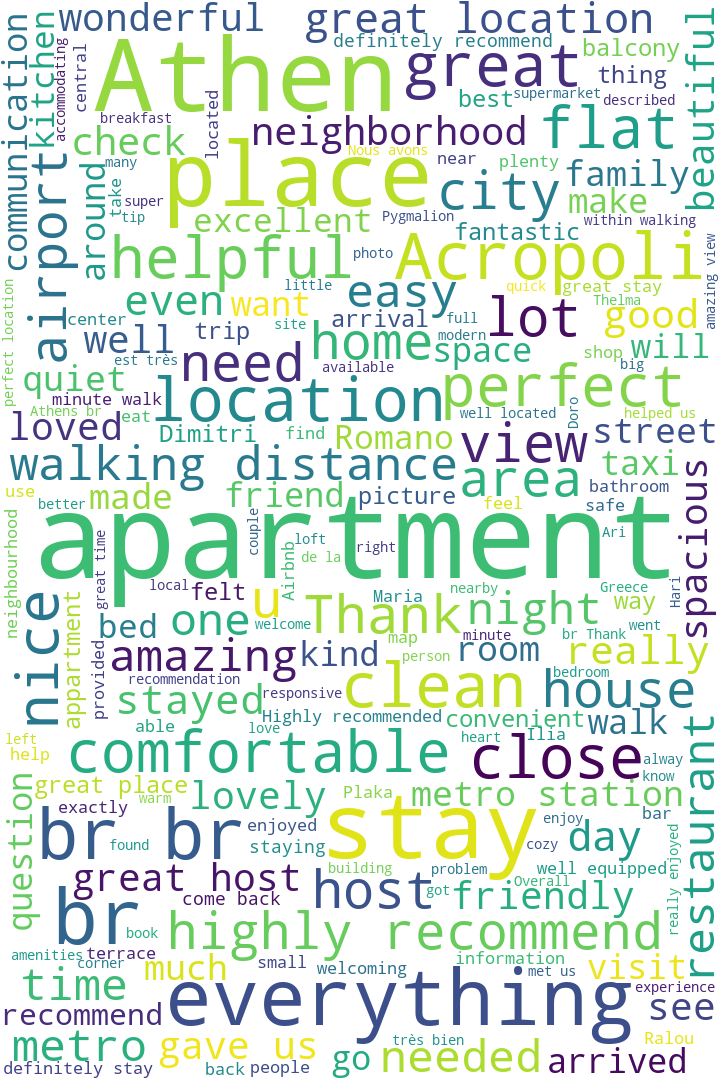 wonderful
great location
definitely recommend
balcony
communication
kitchen
accommodating
central
Athen
great
thing
beautiful
best
supermarket
described
breakfast
located
neighborhood
flat
check
many
around
take
super
tip
place
Nous avons
near
plenty
family
city
make
within walking
excellent
Pygmalion
fantastic
airport
helpful
photo
Acropoli
amazing view
perfect location
little
easy
quick
great stay
Thelma
even
want
center
well
trip
arrival
site
full
modern
lot
good
home
space
shop
will
est très
need
available
big
quiet
minute walk
location
perfect
Athens br
eat
well located
helped us
loved
Dimitri
find
Romano
view
Doro
street
walking distance
area
taxi
use
better
made
friend
picture
feel
bathroom
safe
spacious
neighbourhood
great time
couple
loft
de la
right
Ari
apartment
nice
local
felt
Airbnb
u
welcome
Maria
nearby
Greece
Hari
appartment
provided
bed
one
Thank
map
minute
night
went
way
br Thank
amazing
kind
person
room
really
recommendation
responsive
bedroom
stayed
clean
house
Highly recommended
love
convenient
able
heart
Ilia
walk
restaurant
left
help
comfortable
close
alway
know
question
great place
warm
lovely
Plaka
metro station
exactly
bar
br br
enjoyed
stay
enjoy
day
found
staying
cozy
really enjoyed
building
problem
well equipped
great host
host
got
Overall
friendly
come back
br
book
highly recommend
amenities
corner
terrace
much
small
welcoming
information
met us
visit
time
everything
experience
recommend
see
metro
gave us
très bien
Ralou
definitely stay
back
people
go
needed
arrived